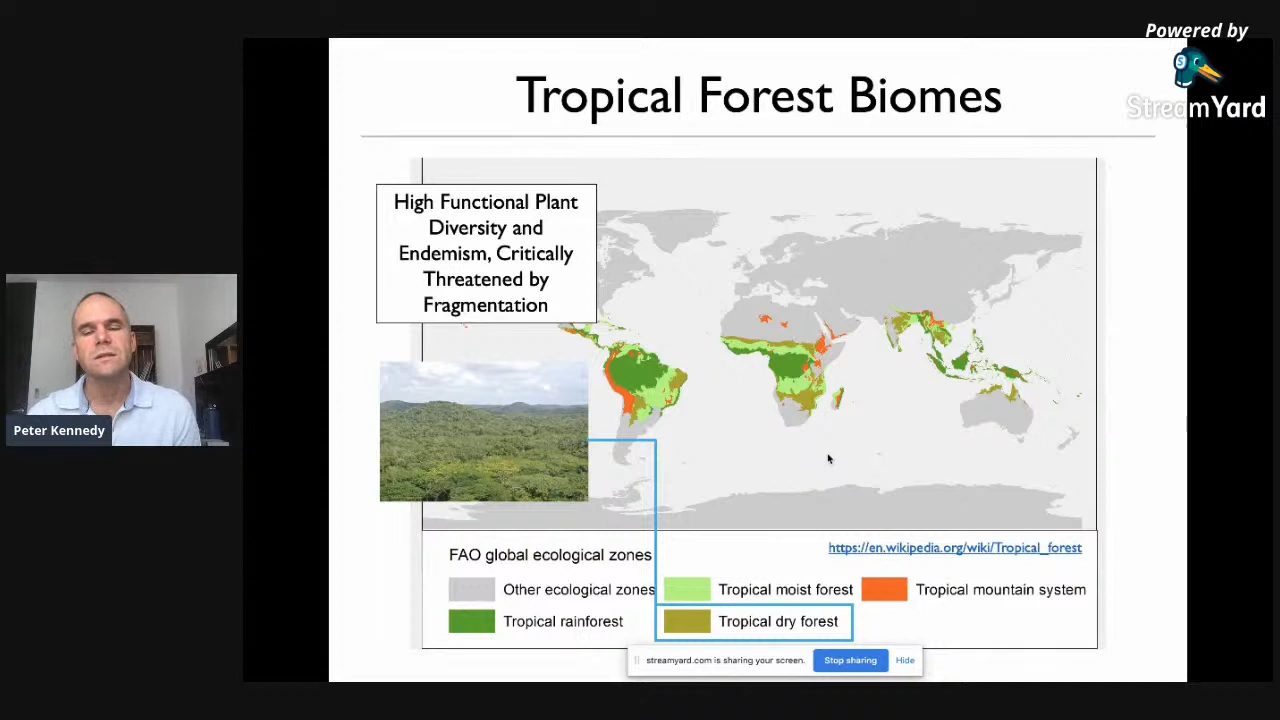 Powered by
StreamYard
Tropical Forest Biomes
High Functional Plant
Diversity and
Endemism, Critically
Threatened by
Fragmentation
Peter Kennedy
FAO global ecological zones
https://en.wikipedia.org/wiki/Tropical_forest
Other ecological zones
Tropical moist forest
Tropical mountain system
Tropical rainforest
Tropical dry forest
streamyard.com is sharing your screen.
Stop sharing
Hide